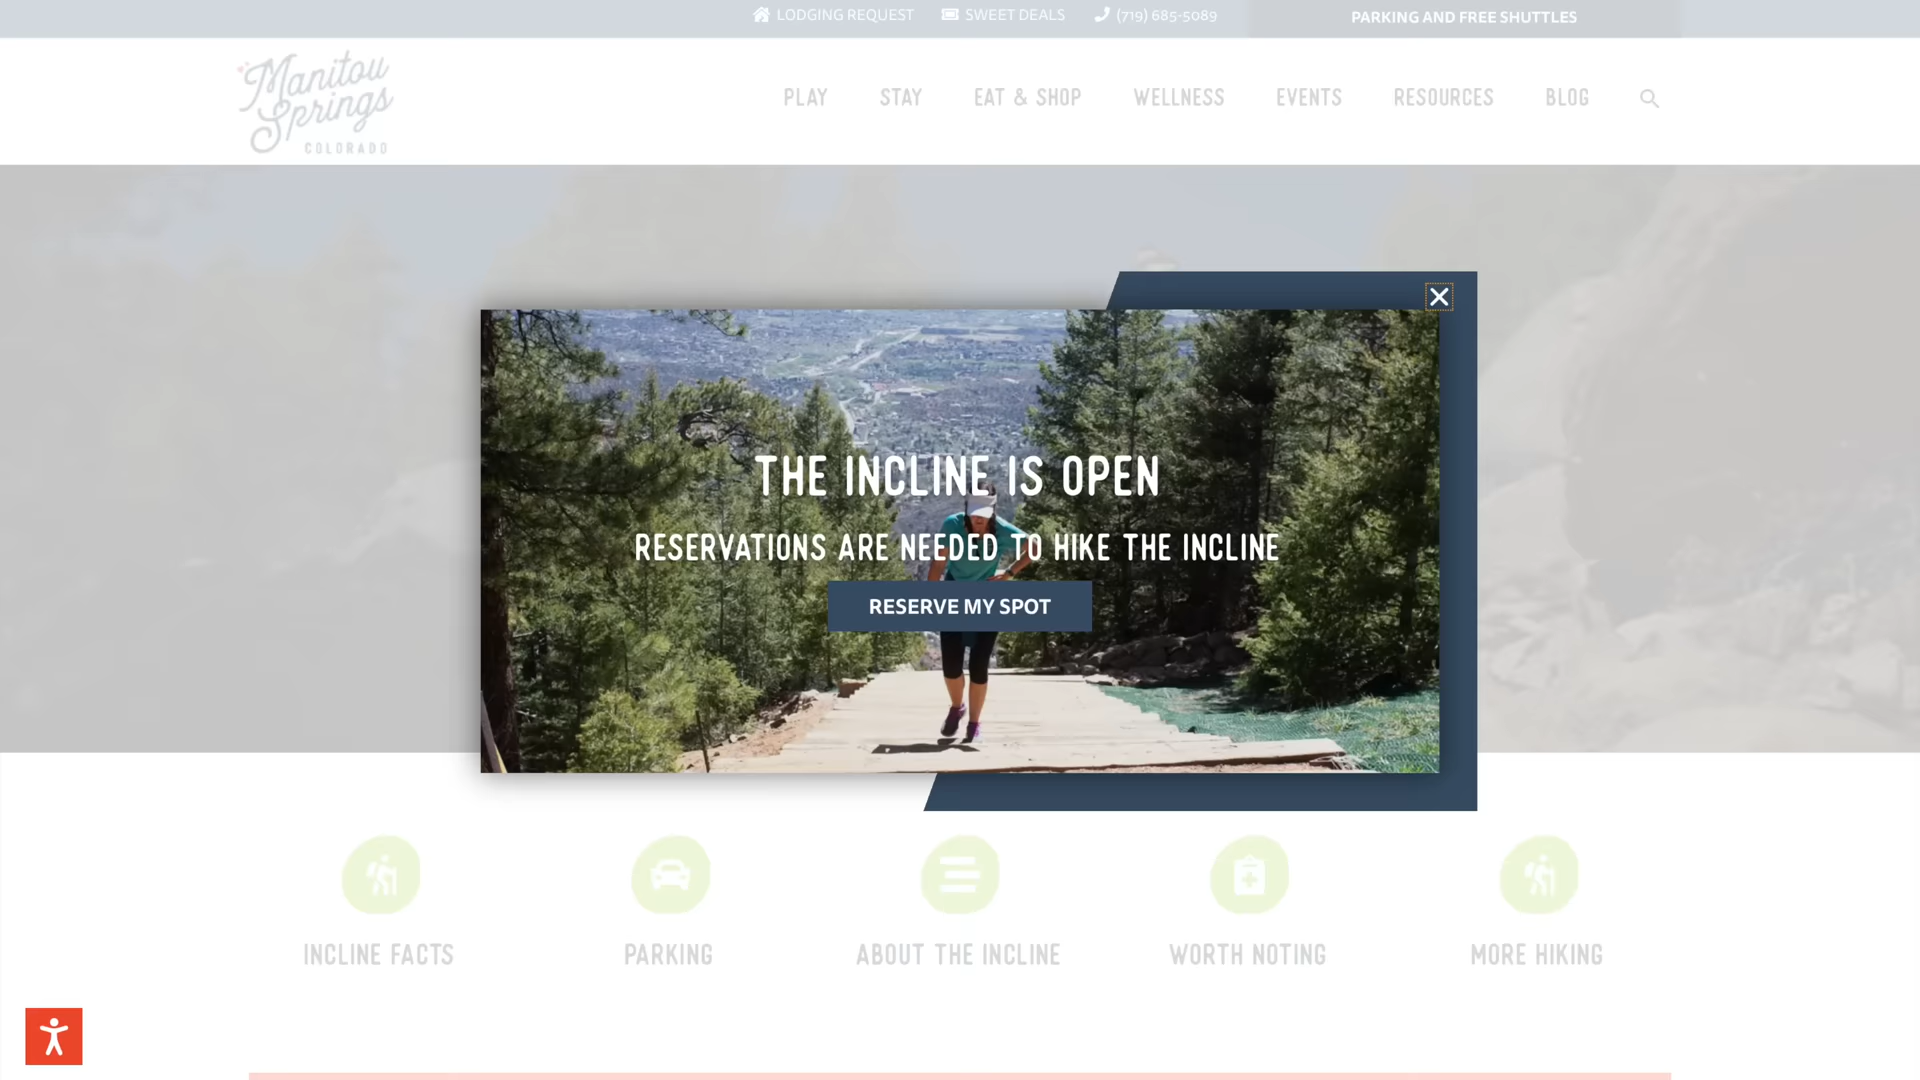 LODGING REQUEST
SWEET DEALS
(719) 685-5089
PARKING AND FREE SHUTTLES
Manitou
Springs
COLORADO
PLAY
STAY
EAT & SHOP
WELLNESS
EVENTS
RESOURCES
BLOG
THE INCLINE IS OPEN
RESERVATIONS ARE NEEDED TO HIKE THE INCLINE
RESERVE MY SPOT
INCLINE FACTS
PARKING
ABOUT THE INCLINE
WORTH NOTING
MORE HIKING